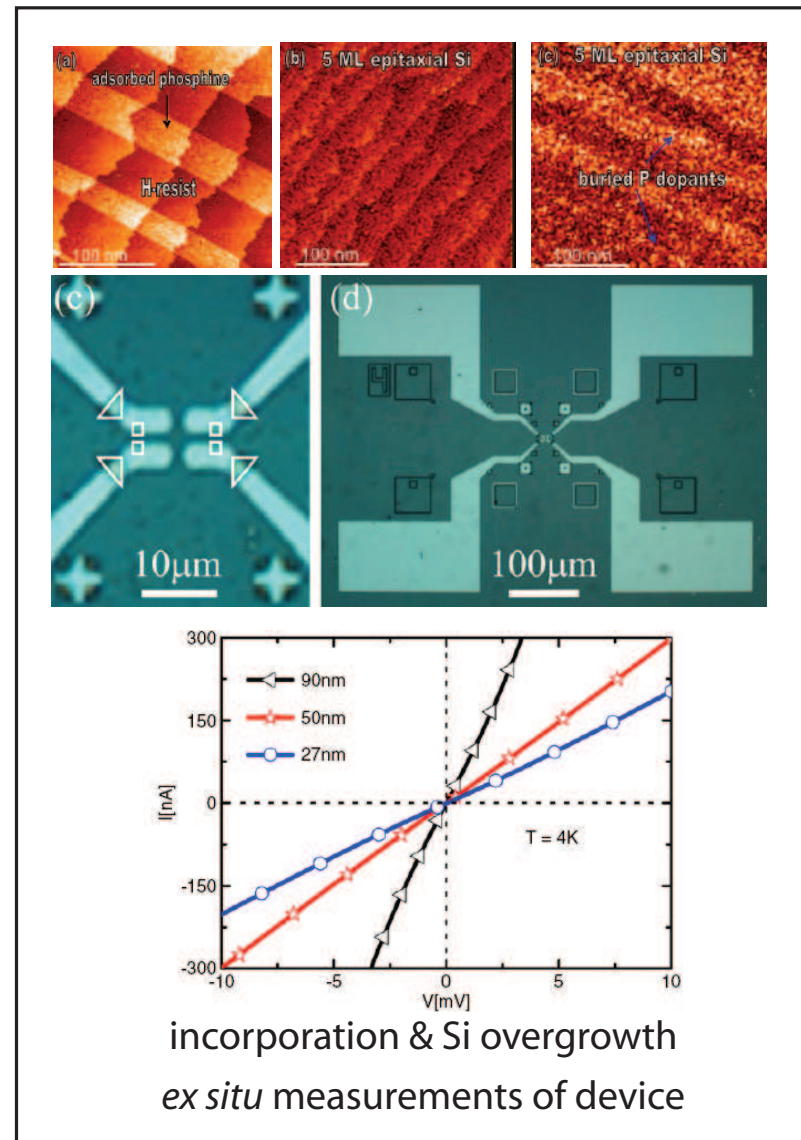 (a)
adsorbed phosphine
H-resist
100 nm
(b) 5 ML epitaxial Si
100 nm
(c) 5 ML epitaxial Si
buried P dopants
100 nm
(c)
10μm
(d)
100μm
300
150
0
-150
-300
I[nA]
90nm
50nm
27nm
T = 4K
-10 -5 0 5 10
V[mV]
incorporation & Si overgrowth
ex situ measurements of device